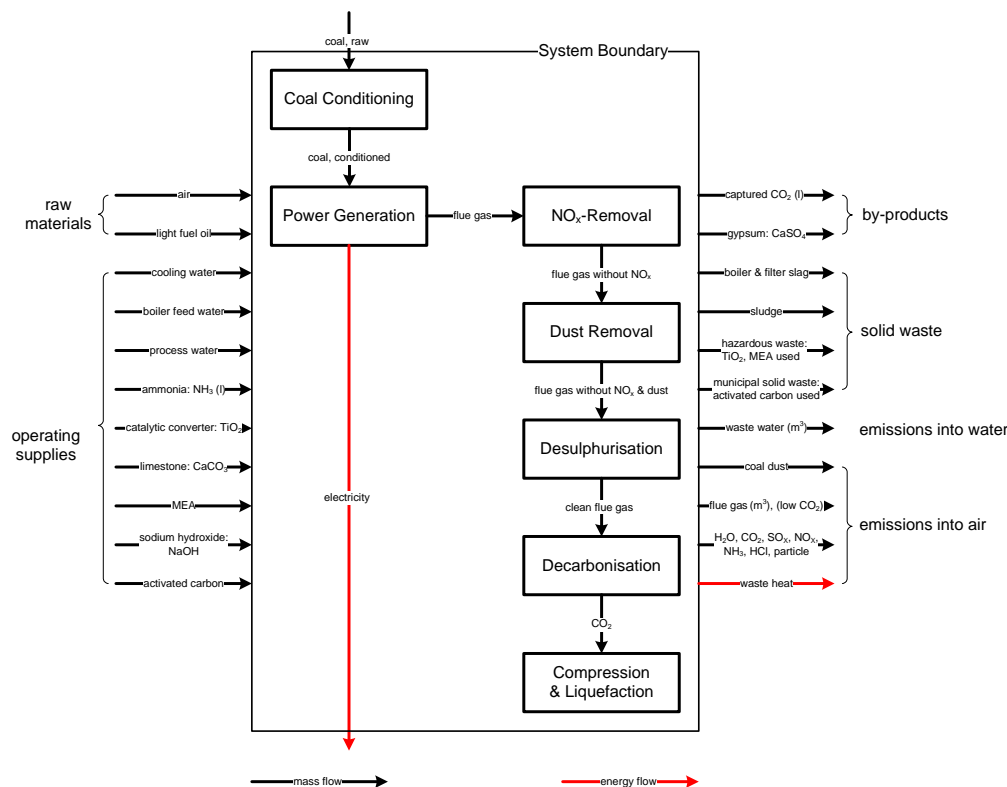 coal, raw
System Boundary
Coal Conditioning
coal, conditioned
raw
materials
air
light fuel oil
Power Generation
flue gas
NOₓ-Removal
captured CO₂ (l)
gypsum: CaSO₄
by-products
operating
supplies
cooling water
boiler feed water
process water
ammonia: NH₃ (l)
catalytic converter: TiO₂
limestone: CaCO₃
MEA
sodium hydroxide:
NaOH
activated carbon
electricity
flue gas without NOₓ
Dust Removal
flue gas without NOₓ & dust
Desulphurisation
clean flue gas
Decarbonisation
CO₂
Compression
& Liquefaction
boiler & filter slag
sludge
hazardous waste:
TiO₂, MEA used
municipal solid waste:
activated carbon used
solid waste
waste water (m³)
emissions into water
coal dust
flue gas (m³), (low CO₂)
H₂O, CO₂, SOₓ, NOₓ,
NH₃, HCl, particle
waste heat
emissions into air
mass flow
energy flow